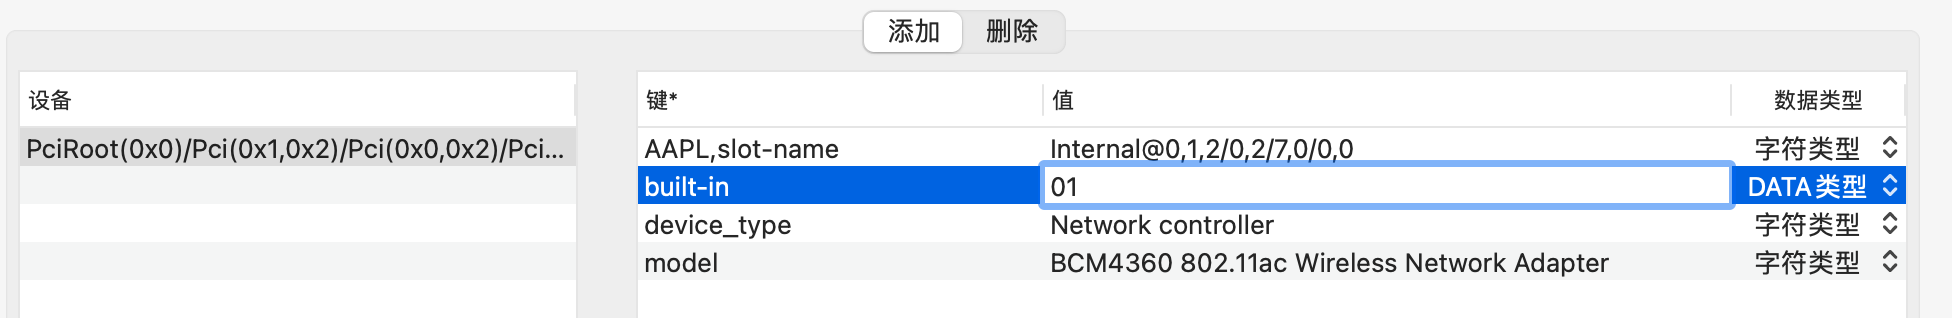 添加 删除
设备
PciRoot(0x0)/Pci(0x1,0x2)/Pci(0x0,0x2)/Pci...
键* 值 数据类型
AAPL,slot-name Internal@0,1,2/0,2/7,0/0,0 字符类型
built-in 01 DATA类型
device_type Network controller 字符类型
model BCM4360 802.11ac Wireless Network Adapter 字符类型